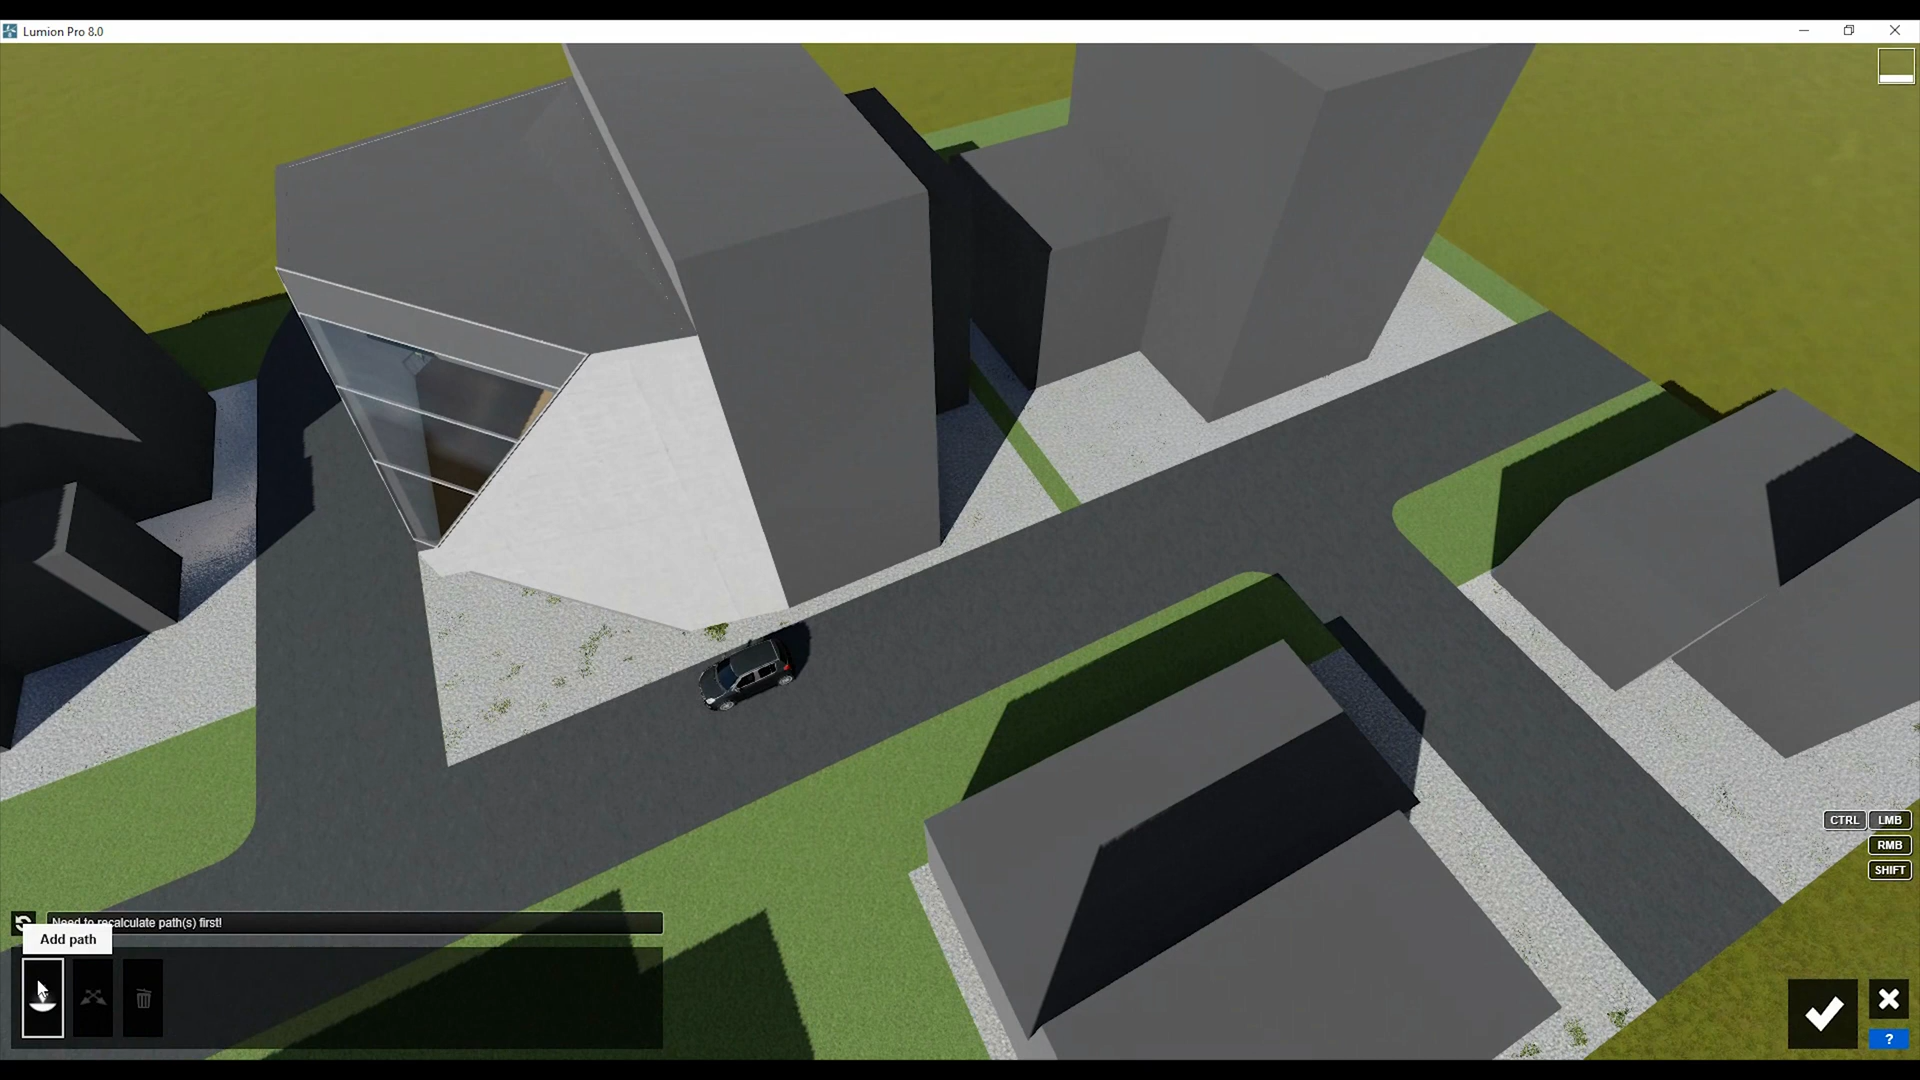 Lumion Pro 8.0
CTRL LMB
RMB
SHIFT
Need to recalculate path(s) first!
Add path
?